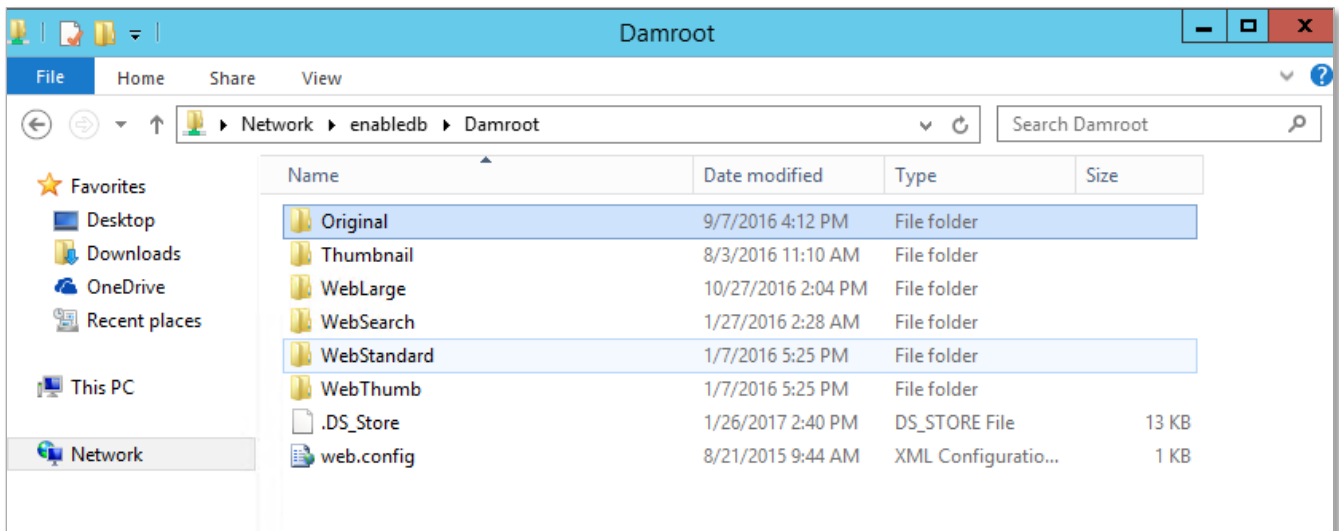 Damroot
File Home Share View
Network enabledb Damroot Search Damroot
Name Date modified Type Size
Favorites
Desktop
Downloads
OneDrive
Recent places
This PC
Network
Original 9/7/2016 4:12 PM File folder
Thumbnail 8/3/2016 11:10 AM File folder
WebLarge 10/27/2016 2:04 PM File folder
WebSearch 1/27/2016 2:28 AM File folder
WebStandard 1/7/2016 5:25 PM File folder
WebThumb 1/7/2016 5:25 PM File folder
.DS_Store 1/26/2017 2:40 PM DS_STORE File 13 KB
web.config 8/21/2015 9:44 AM XML Configuratio... 1 KB